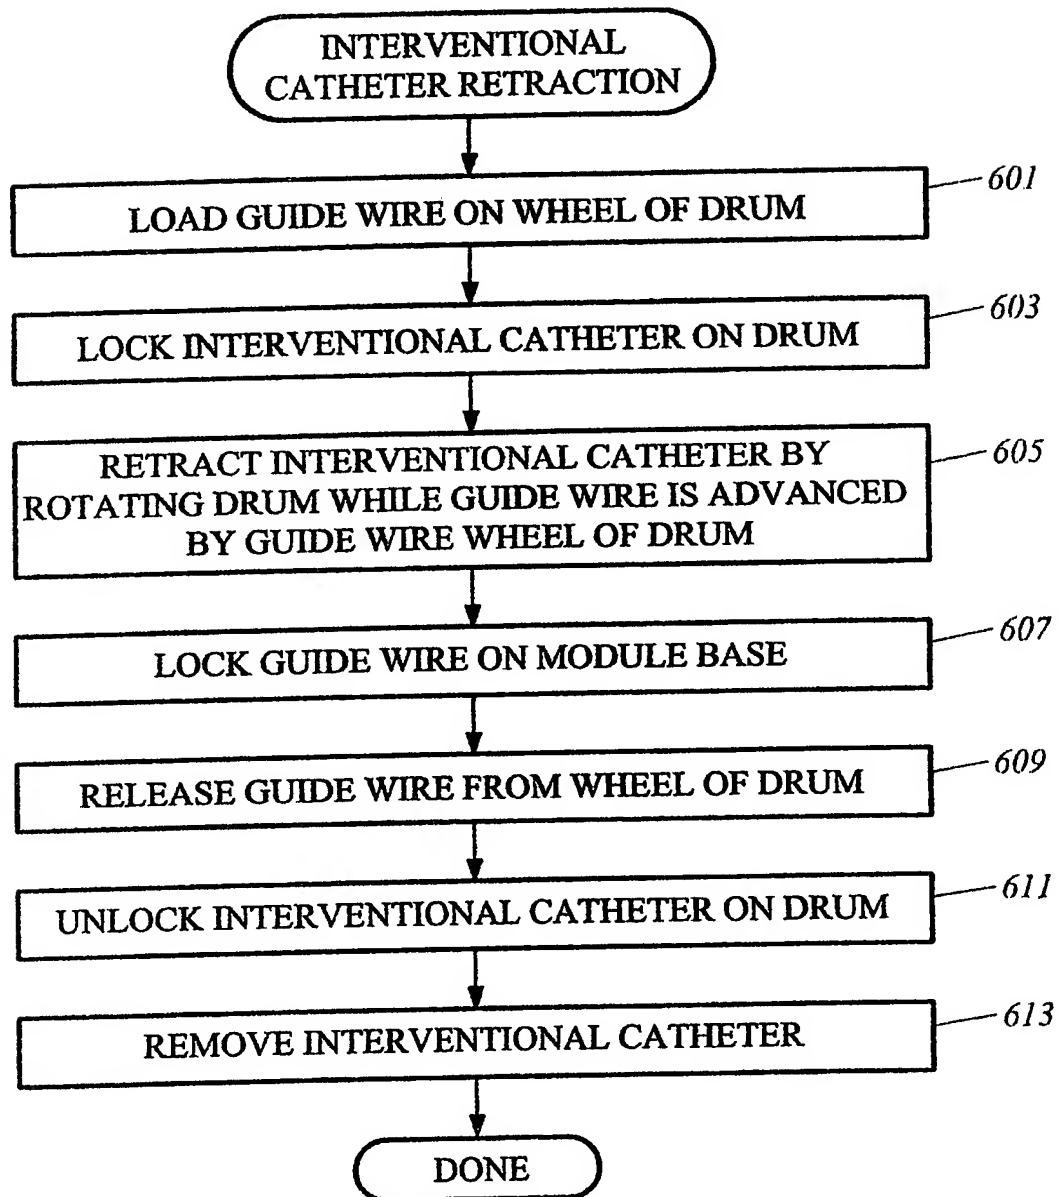 INTERVENTIONAL
CATHETER RETRACTION
601
LOAD GUIDE WIRE ON WHEEL OF DRUM
603
LOCK INTERVENTIONAL CATHETER ON DRUM
605
RETRACT INTERVENTIONAL CATHETER BY
ROTATING DRUM WHILE GUIDE WIRE IS ADVANCED
BY GUIDE WIRE WHEEL OF DRUM
607
LOCK GUIDE WIRE ON MODULE BASE
609
RELEASE GUIDE WIRE FROM WHEEL OF DRUM
611
UNLOCK INTERVENTIONAL CATHETER ON DRUM
613
REMOVE INTERVENTIONAL CATHETER
DONE